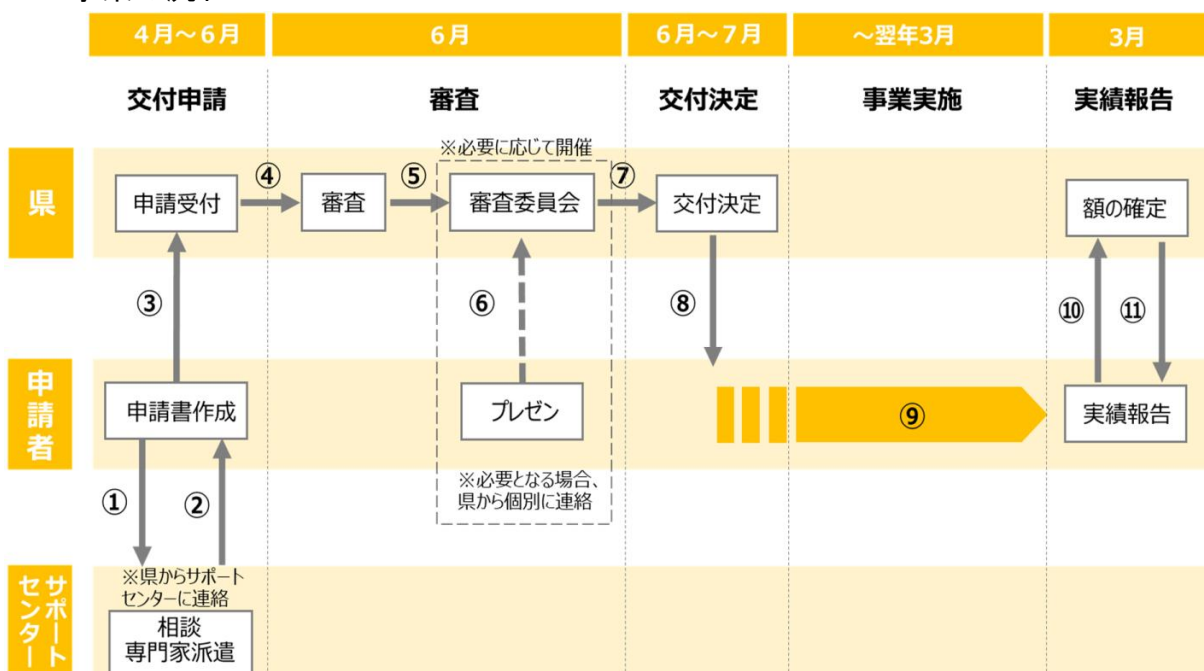 4月～6月
6月
6月～7月
～翌年3月
3月
交付申請
審査
交付決定
事業実施
実績報告
※必要に応じて開催
県
申請受付
④
審査
⑤
審査委員会
⑦
交付決定
額の確定
③
⑥
⑧
⑩
⑪
申請者
申請書作成
プレゼン
⑨
実績報告
※必要となる場合、
県から個別に連絡
①
②
サポート
センター
※県からサポート
センターに連絡
相談
専門家派遣